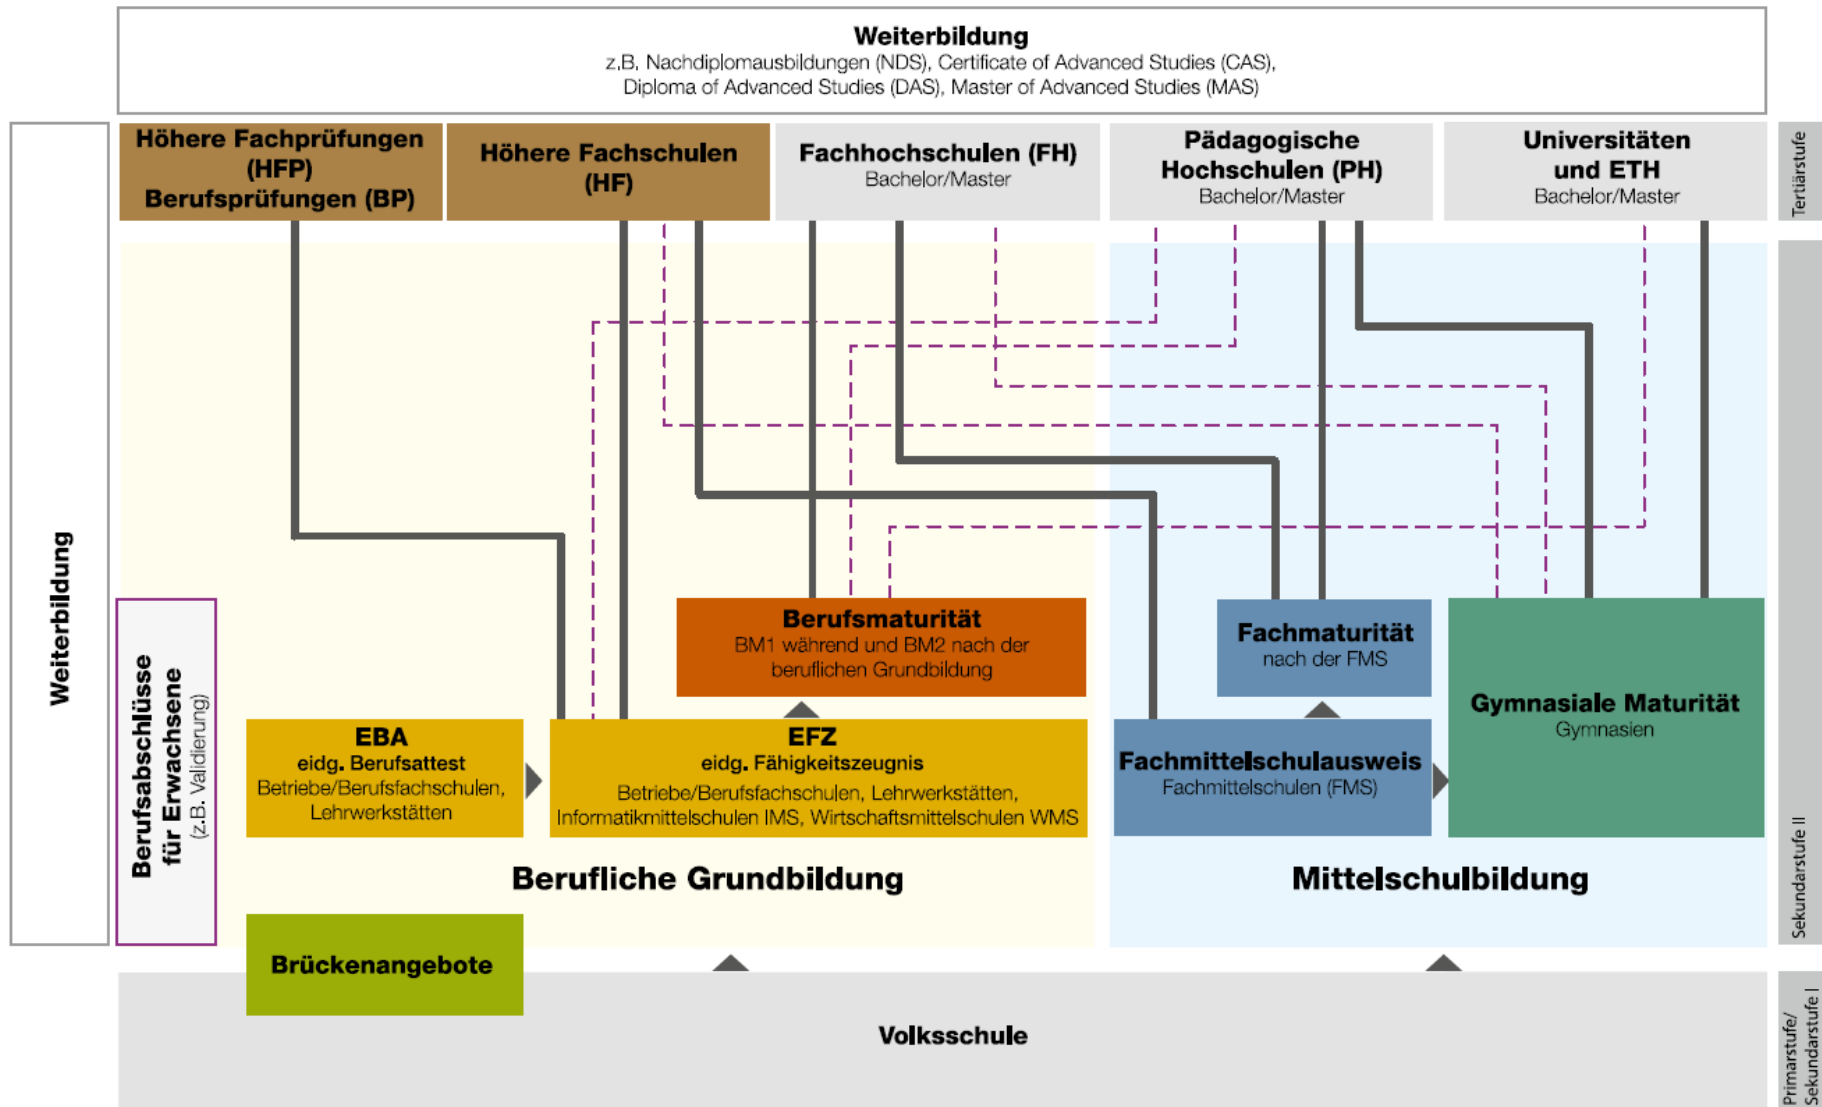 Weiterbildung
z.B. Nachdiplomausbildungen (NDS), Certificate of Advanced Studies (CAS),
Diploma of Advanced Studies (DAS), Master of Advanced Studies (MAS)
Höhere Fachprüfungen
(HFP)
Berufsprüfungen (BP)
Höhere Fachschulen
(HF)
Fachhochschulen (FH)
Bachelor/Master
Pädagogische
Hochschulen (PH)
Bachelor/Master
Universitäten
und ETH
Bachelor/Master
Tertiärstufe
Weiterbildung
Berufsabschlüsse
für Erwachsene
(z.B. Validierung)
Berufsmaturität
BM1 während und BM2 nach der
beruflichen Grundbildung
Fachmaturität
nach der FMS
Gymnasiale Maturität
Gymnasien
EBA
eidg. Berufsattest
Betriebe/Berufsfachschulen,
Lehrwerkstätten
EFZ
eidg. Fähigkeitszeugnis
Betriebe/Berufsfachschulen, Lehrwerkstätten,
Informatikmittelschulen IMS, Wirtschaftsmittelschulen WMS
Fachmittelschulausweis
Fachmittelschulen (FMS)
Berufliche Grundbildung
Mittelschulbildung
Sekundarstufe II
Brückenangebote
Volksschule
Primarstufe/
Sekundarstufe I